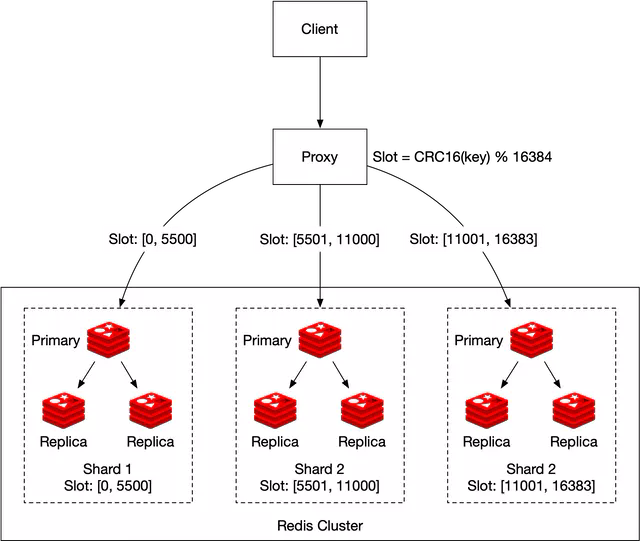 Client
Proxy
Slot = CRC16(key) % 16384
Slot: [0, 5500]
Slot: [5501, 11000]
Slot: [11001, 16383]
Primary
Primary
Primary
Replica
Replica
Replica
Replica
Replica
Replica
Shard 1
Slot: [0, 5500]
Shard 2
Slot: [5501, 11000]
Shard 2
Slot: [11001, 16383]
Redis Cluster